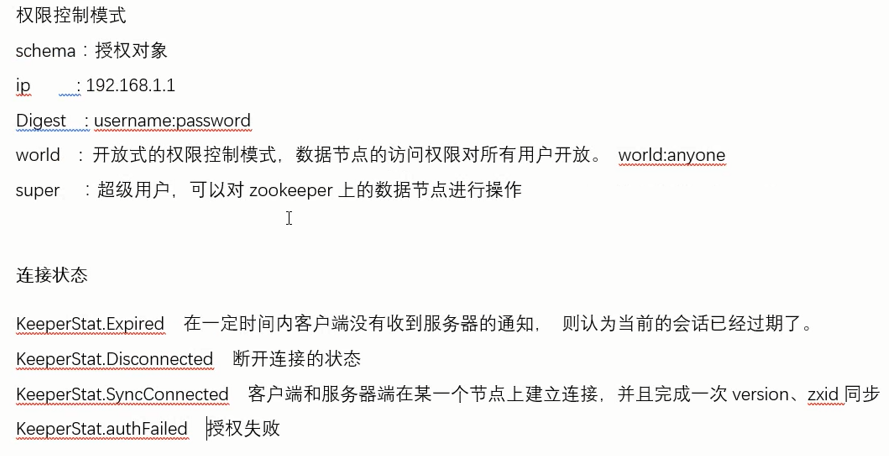 权限控制模式
schema：授权对象
ip : 192.168.1.1
Digest : username:password
world ：开放式的权限控制模式，数据节点的访问权限对所有用户开放。 world:anyone
super ：超级用户，可以对 zookeeper 上的数据节点进行操作
连接状态
KeeperStat.Expired 在一定时间内客户端没有收到服务器的通知， 则认为当前的会话已经过期了。
KeeperStat.Disconnected 断开连接的状态
KeeperStat.SyncConnected 客户端和服务器端在某一个节点上建立连接，并且完成一次 version、zxid 同步
KeeperStat.authFailed 授权失败